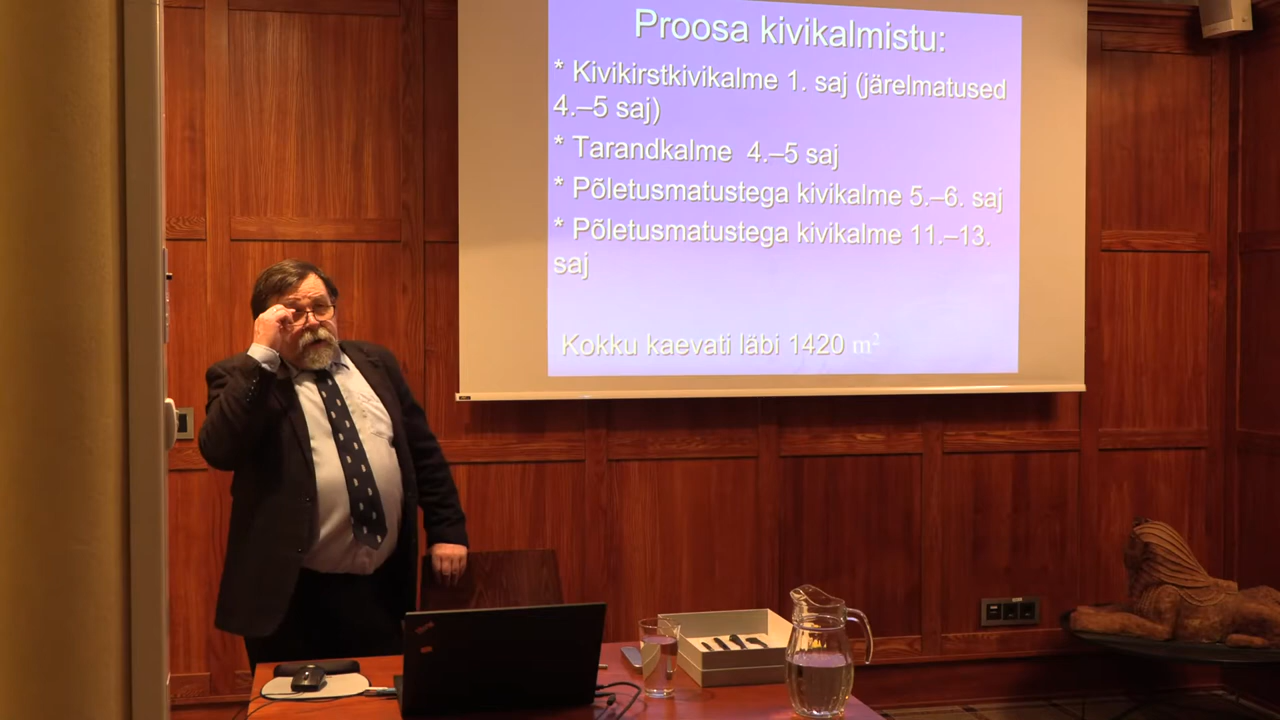 Proosa kivikalmistu:
* Kivikirstkivikalme 1. saj (järelmatused
4.–5 saj)
* Tarandkalme 4.–5 saj
* Põletusmatustega kivikalme 5.–6. saj
* Põletusmatustega kivikalme 11.–13.
saj
Kokku kaevati läbi 1420 m²